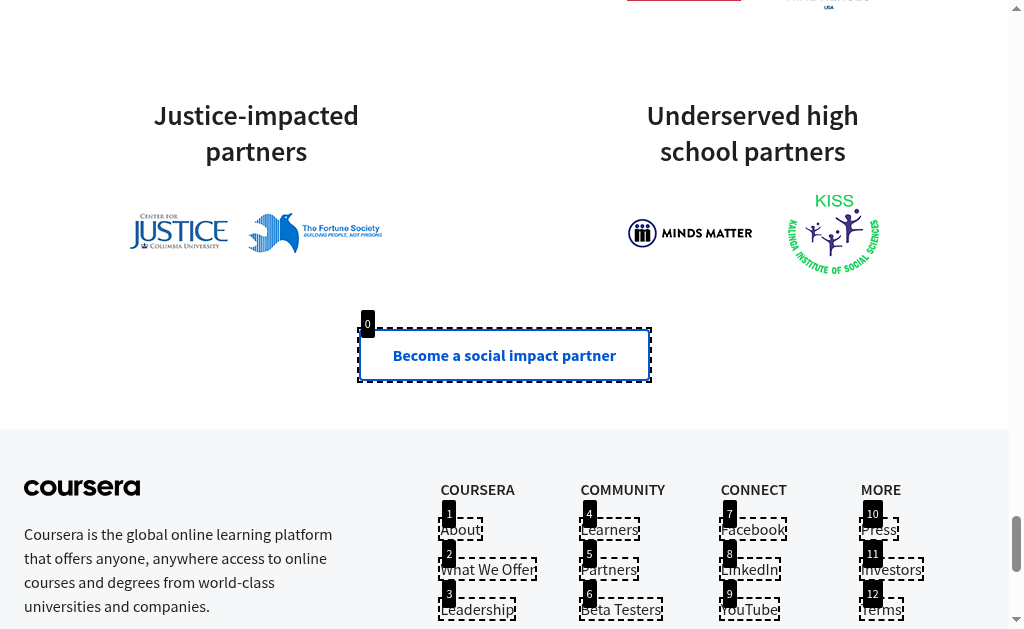 USA
Justice-impacted
partners
Underserved high
school partners
CENTER FOR
JUSTICE
COLUMBIA UNIVERSITY
The Fortune Society
BUILDING PEOPLE, NOT PRISONS
MINDS MATTER
KISS
KALINGA INSTITUTE OF SOCIAL SCIENCES
0
Become a social impact partner
coursera
Coursera is the global online learning platform
that offers anyone, anywhere access to online
courses and degrees from world-class
universities and companies.
COURSERA
1
About
2
What We Offer
3
Leadership
COMMUNITY
4
Learners
5
Partners
6
Beta Testers
CONNECT
7
Facebook
8
LinkedIn
9
YouTube
MORE
10
Press
11
Investors
12
Terms